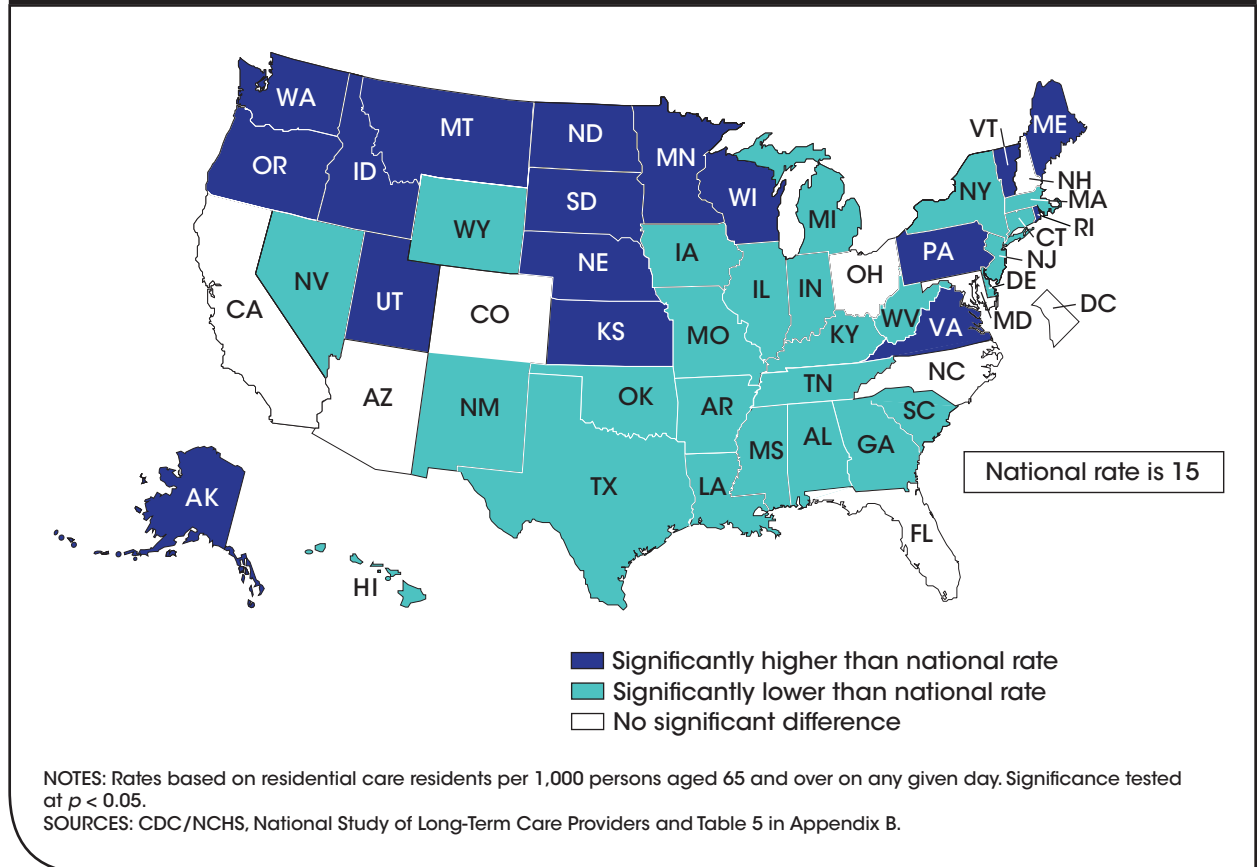 WA
MT
ND
MN
VT
ME
OR
ID
SD
WI
NH
NY
MA
WY
MI
RI
CT
IA
PA
NE
NJ
NV
UT
IL
IN
OH
DE
CA
CO
DC
MD
WV
VA
KS
MO
KY
NC
AZ
TN
NM
OK
AR
SC
MS
AL
GA
National rate is 15
TX
LA
AK
FL
HI
Significantly higher than national rate
Significantly lower than national rate
No significant difference
NOTES: Rates based on residential care residents per 1,000 persons aged 65 and over on any given day. Significance tested
at p < 0.05.
SOURCES: CDC/NCHS, National Study of Long-Term Care Providers and Table 5 in Appendix B.